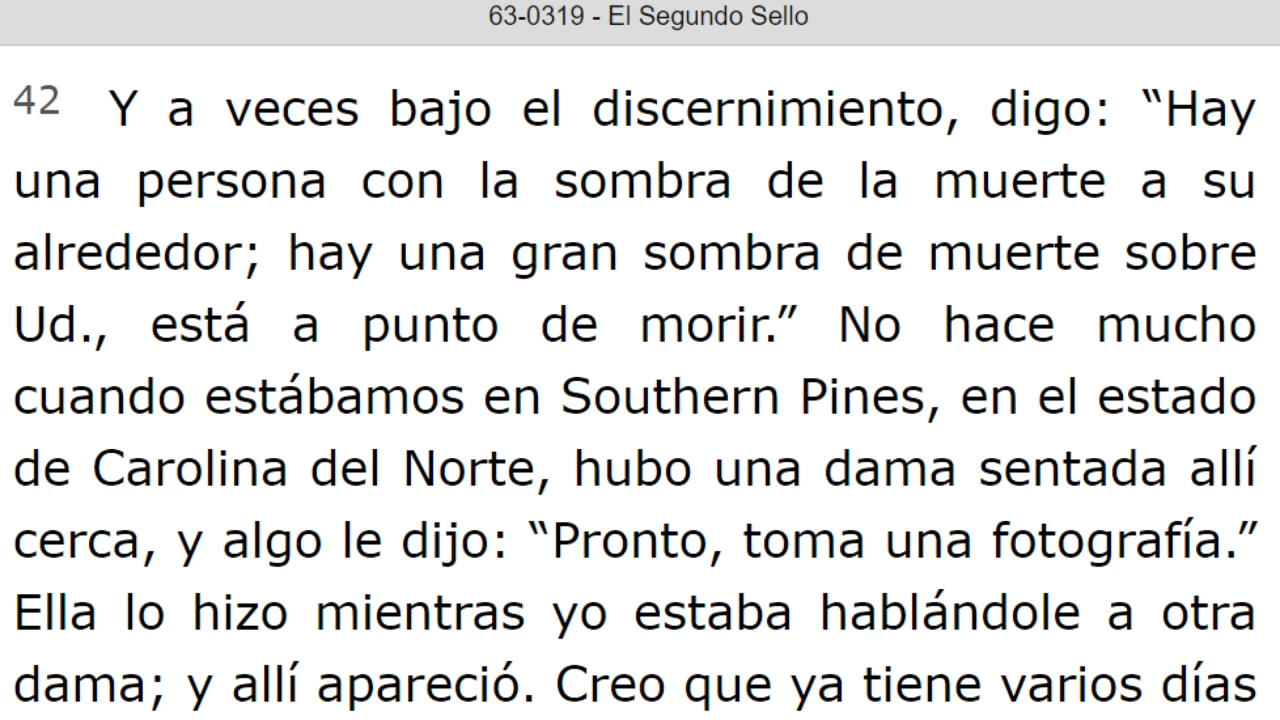 63-0319 - El Segundo Sello
42 Y a veces bajo el discernimiento, digo: “Hay
una persona con la sombra de la muerte a su
alrededor; hay una gran sombra de muerte sobre
Ud., está a punto de morir.” No hace mucho
cuando estábamos en Southern Pines, en el estado
de Carolina del Norte, hubo una dama sentada allí
cerca, y algo le dijo: “Pronto, toma una fotografía.”
Ella lo hizo mientras yo estaba hablándole a otra
dama; y allí apareció. Creo que ya tiene varios días